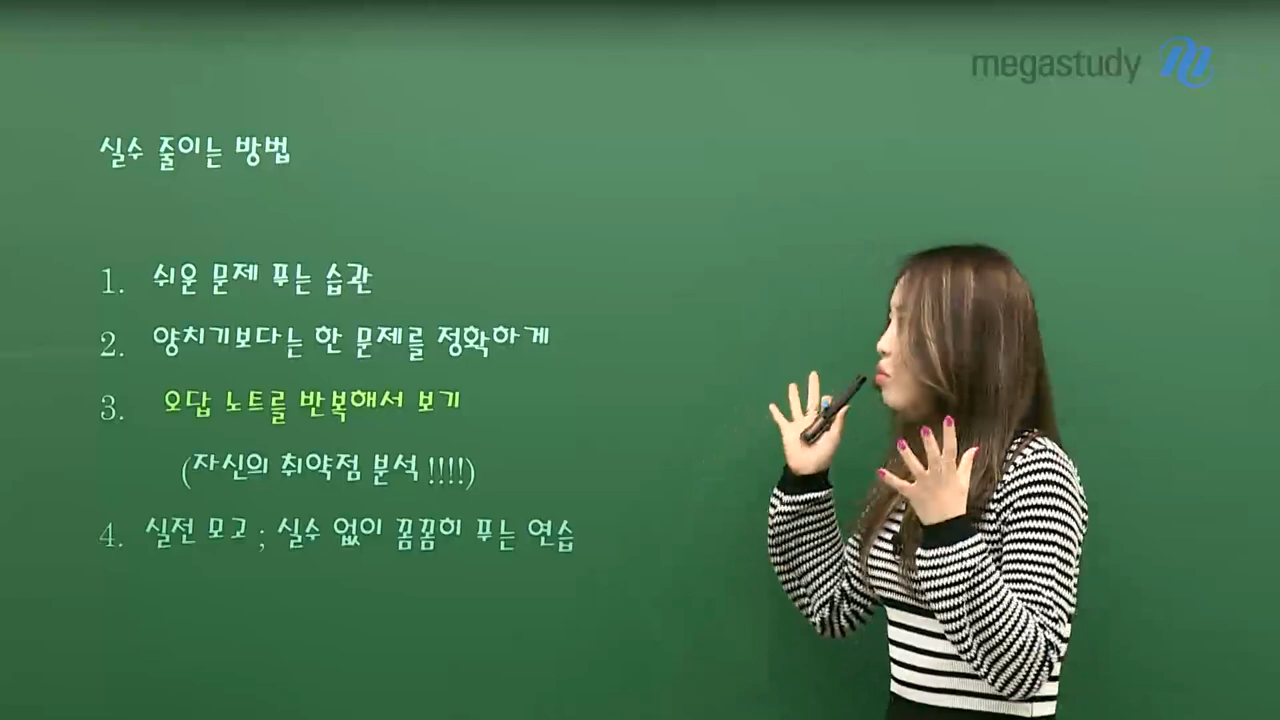 megastudy
실수 줄이는 방법
1. 쉬운 문제 푸는 습관
2. 양치기보다는 한 문제를 정확하게
3. 오답 노트를 반복해서 보기
(자신의 취약점 분석 !!!!)
4. 실전 모고 ; 실수 없이 꼼꼼히 푸는 연습